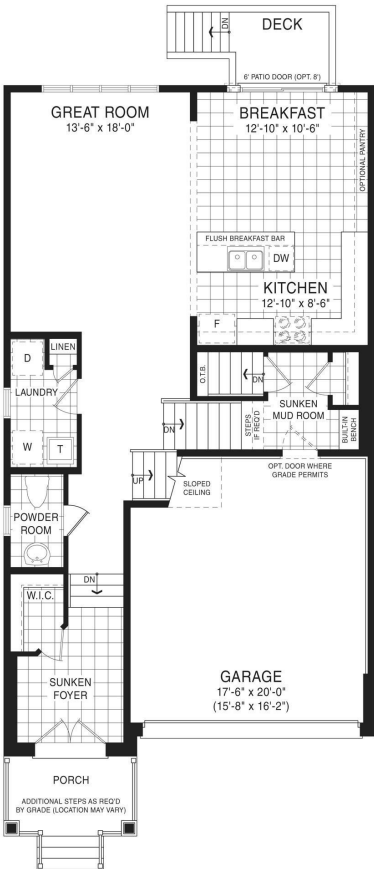 DN
DECK
6' PATIO DOOR (OPT. 8')
GREAT ROOM
13'-6" x 18'-0"
BREAKFAST
12'-10" x 10'-6"
OPTIONAL PANTRY
FLUSH BREAKFAST BAR
DW
KITCHEN
12'-10" x 8'-6"
F
D
LINEN
LAUNDRY
W
T
O.T.B.
DN
SUNKEN
MUD ROOM
DN
STEPS
IF REQ'D
BUILT-IN
BENCH
UP
SLOPED
CEILING
OPT. DOOR WHERE
GRADE PERMITS
POWDER
ROOM
DN
W.I.C.
SUNKEN
FOYER
GARAGE
17'-6" x 20'-0"
(15'-8" x 16'-2")
PORCH
ADDITIONAL STEPS AS REQ'D
BY GRADE (LOCATION MAY VARY)